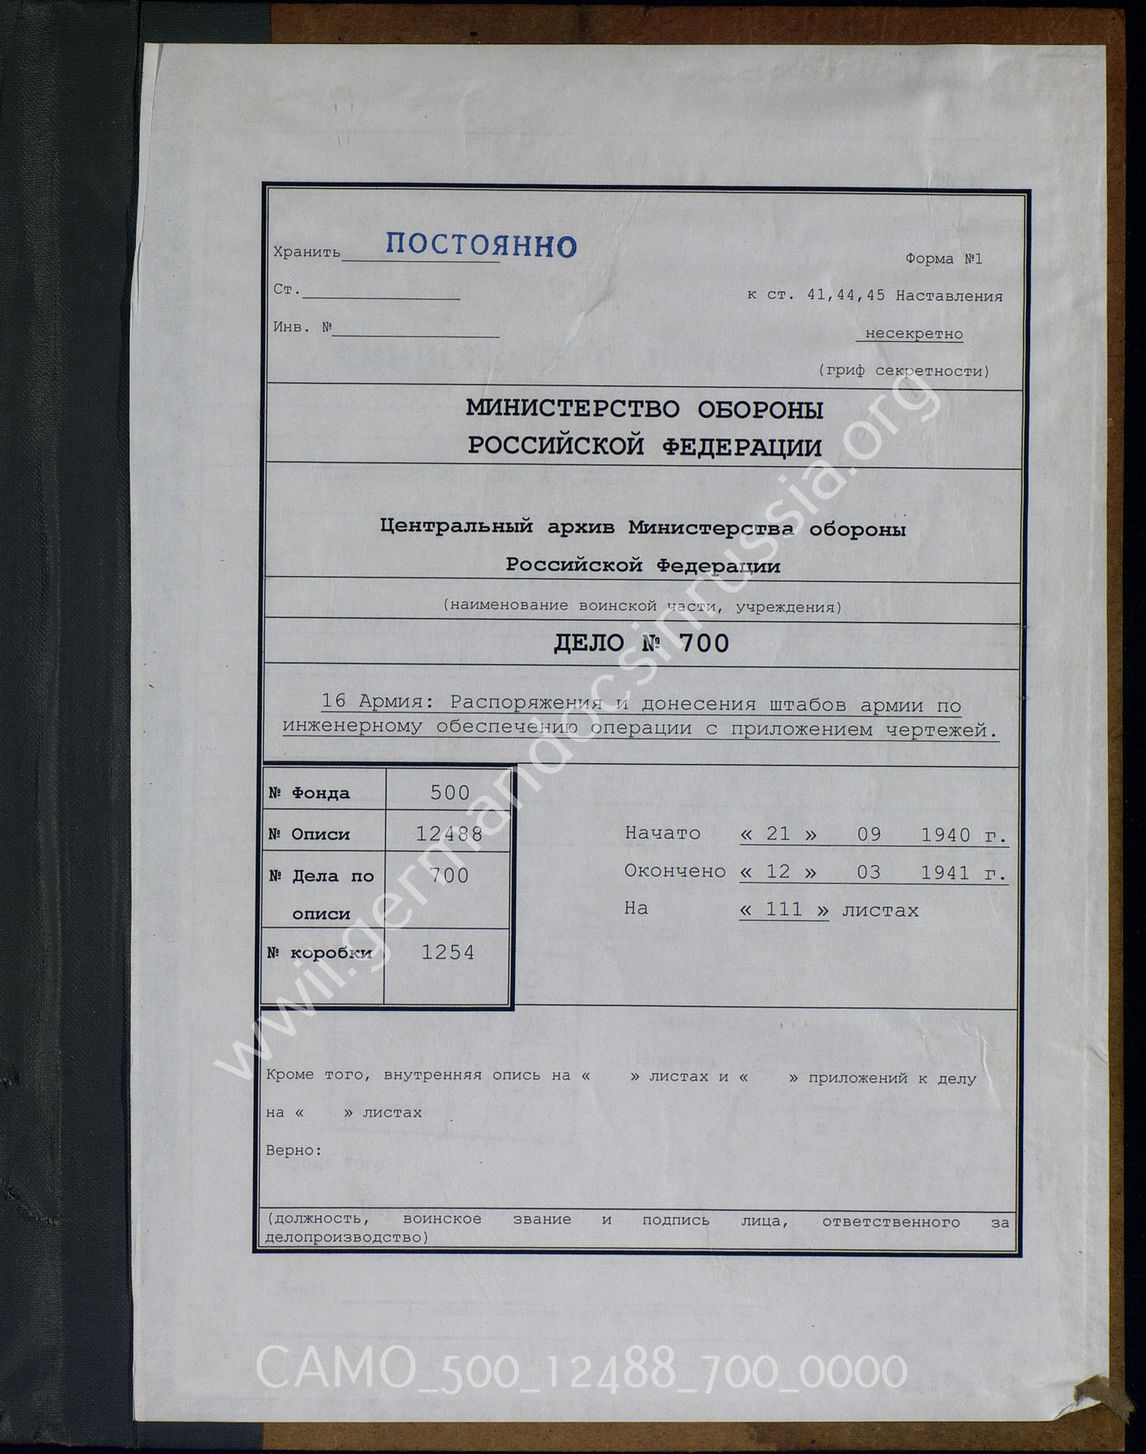 Хранить ПОСТОЯННО
Форма №1
Ст.
к ст. 41,44,45 Наставления
Инв. №
несекретно
(гриф секретности)
МИНИСТЕРСТВО ОБОРОНЫ
РОССИЙСКОЙ ФЕДЕРАЦИИ
Центральный архив Министерства обороны
Российской Федерации
(наименование воинской части, учреждения)
ДЕЛО № 700
16 Армия: Распоряжения и донесения штабов армии по
инженерному обеспечению операции с приложением чертежей.
№ Фонда 500
№ Описи 12488
№ Дела по 700
описи
№ коробки 1254
Начато « 21 » 09 1940 г.
Окончено « 12 » 03 1941 г.
На « 111 » листах
Кроме того, внутренняя опись на « » листах и « » приложений к делу
на « » листах
Верно:
(должность, воинское звание и подпись лица, ответственного за
делопроизводство)
wwii.germandocsinrussia.org
CAMO_500_12488_700_0000